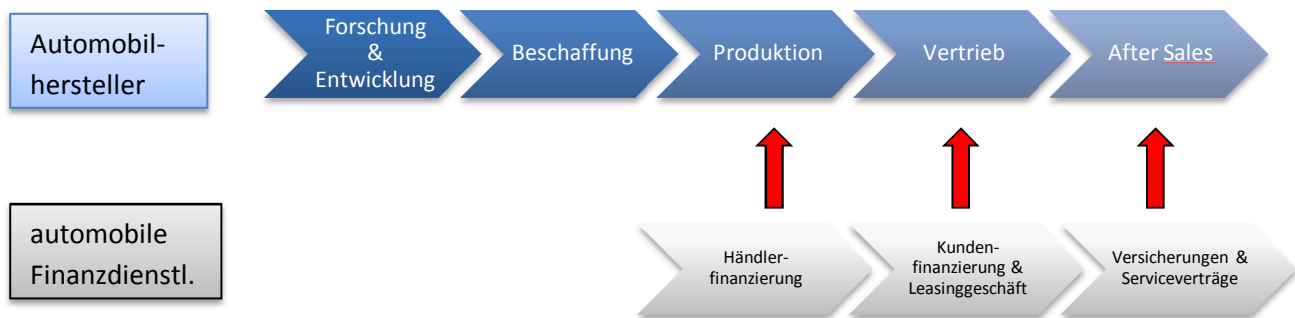 Automobil-
hersteller
Forschung
&
Entwicklung
Beschaffung
Produktion
Vertrieb
After Sales
automobile
Finanzdienstl.
Händler-
finanzierung
Kunden-
finanzierung &
Leasinggeschäft
Versicherungen &
Serviceverträge